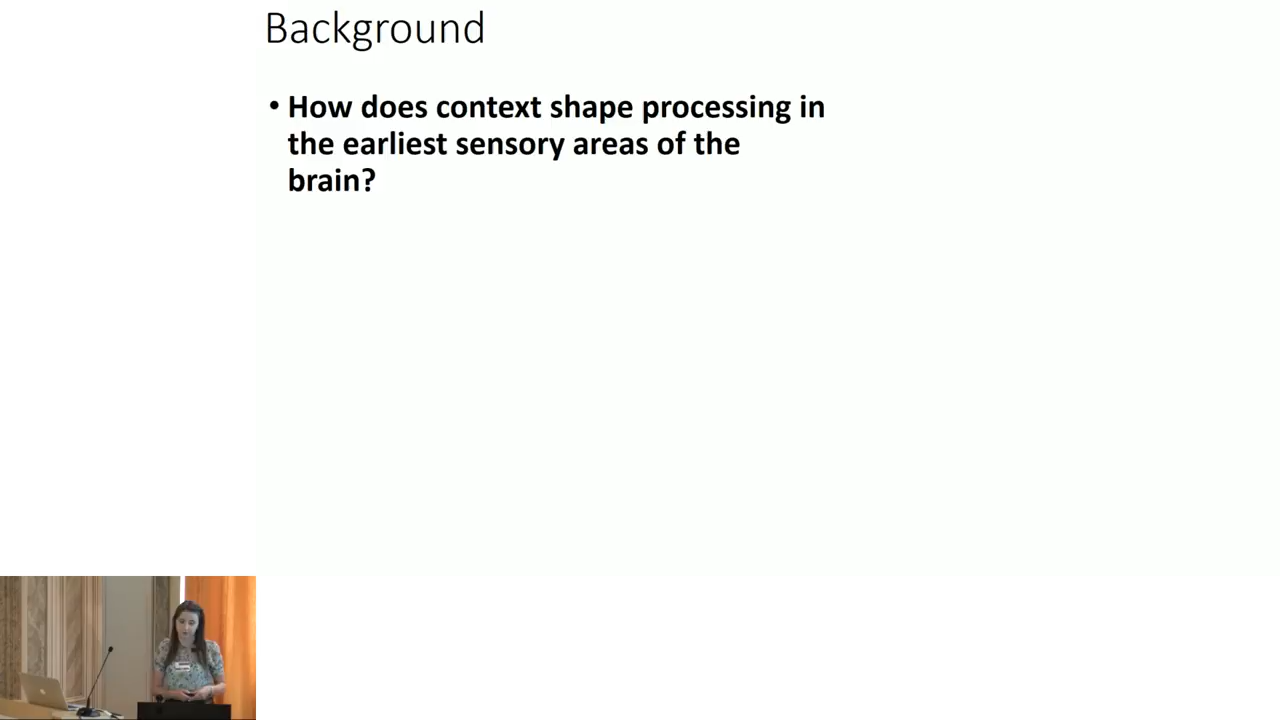 Background
• How does context shape processing in
the earliest sensory areas of the
brain?